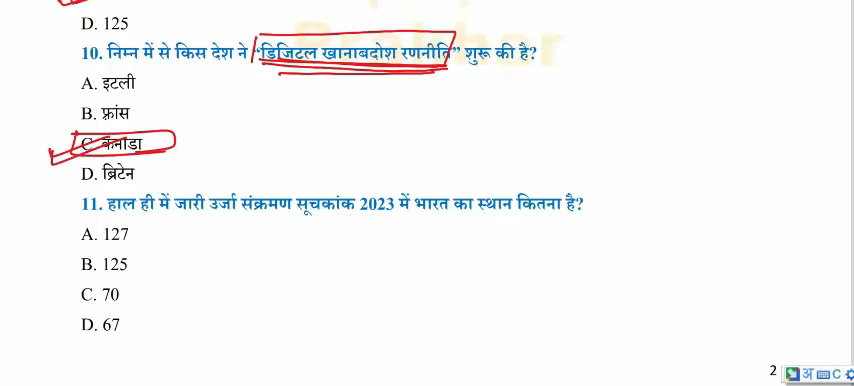 D. 125
10. निम्न में से किस देश ने “डिजिटल खानाबदोश रणनीति” शुरू की है?
A. इटली
B. फ्रांस
C. कनाडा
D. ब्रिटेन
11. हाल ही में जारी उर्जा संक्रमण सूचकांक 2023 में भारत का स्थान कितना है?
A. 127
B. 125
C. 70
D. 67
2
अ